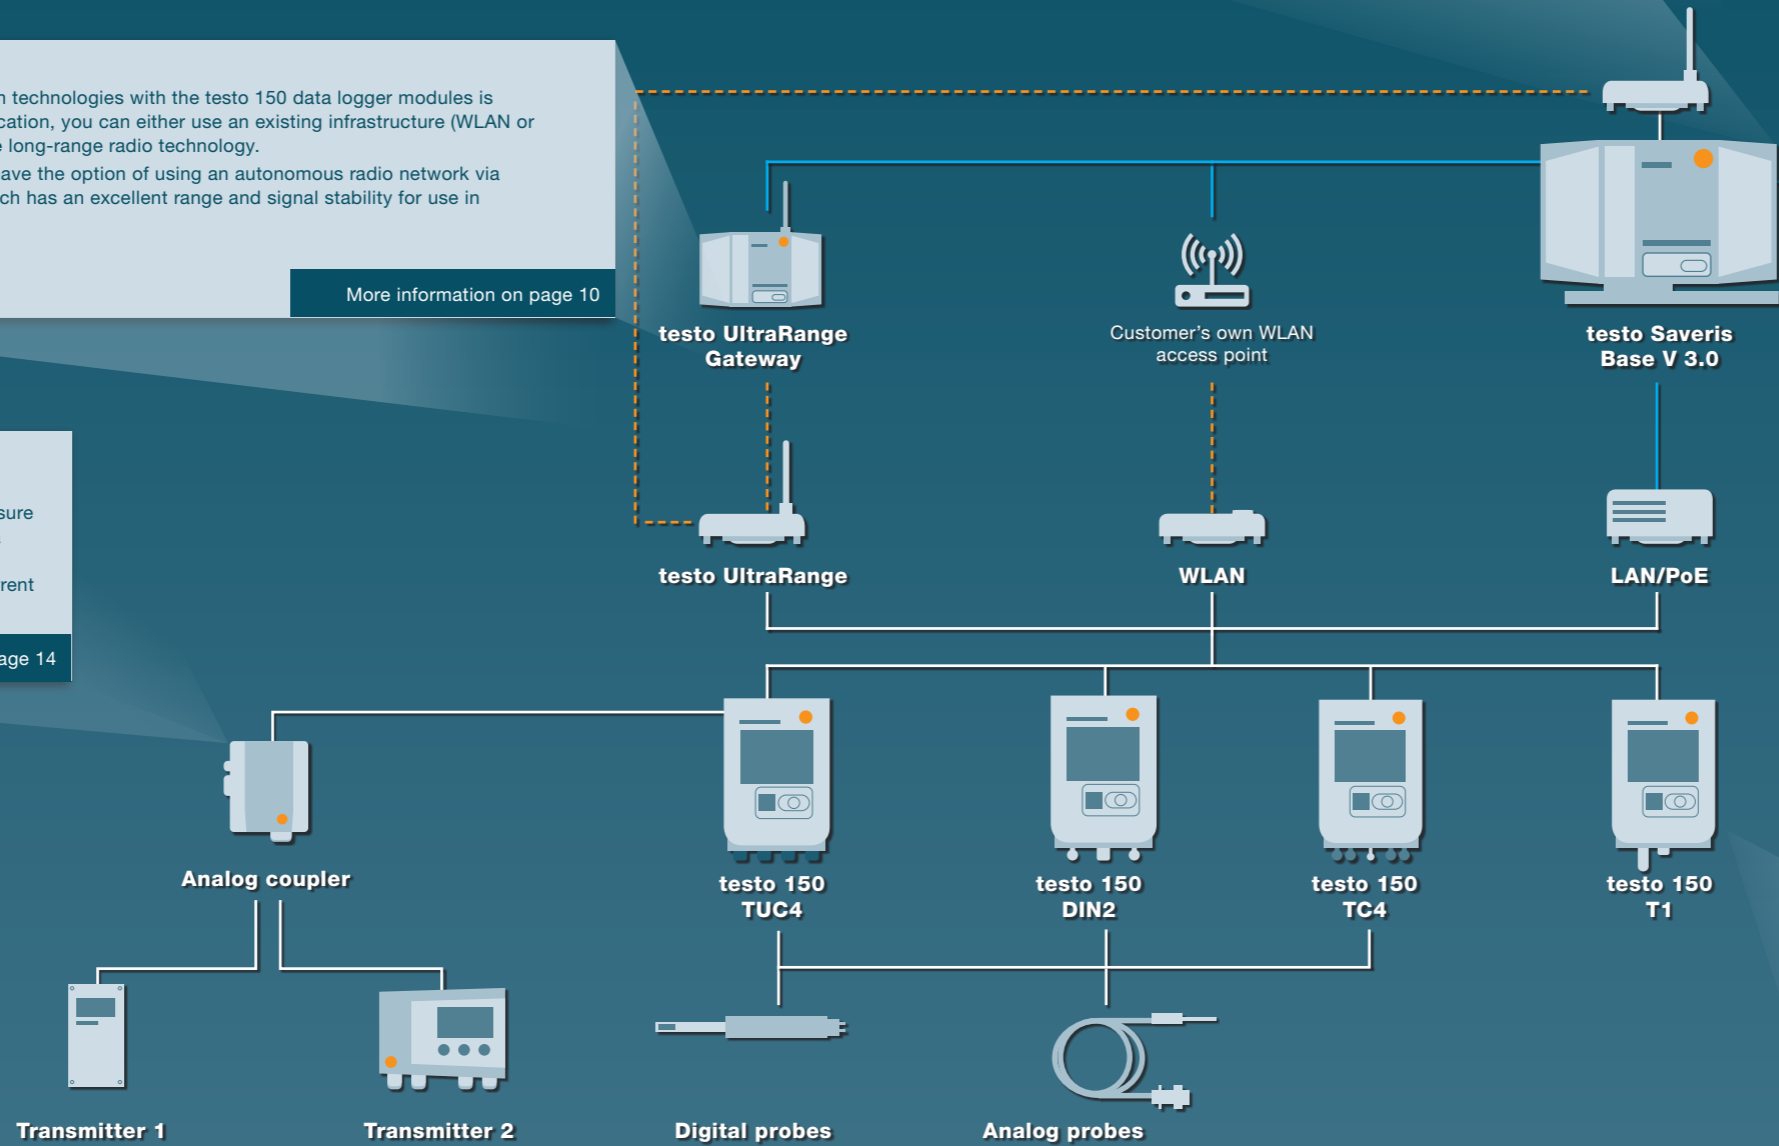 technologies with the testo 150 data logger modules is
you can either use an existing infrastructure (WLAN or
long-range radio technology.
ave the option of using an autonomous radio network via
ch has an excellent range and signal stability for use in
More information on page 10
testo UltraRange
Gateway
Customer's own WLAN
access point
testo Saveris
Base V 3.0
sure
rent
age 14
testo UltraRange
WLAN
LAN/PoE
Analog coupler
testo 150
TUC4
testo 150
DIN2
testo 150
TC4
testo 150
T1
Transmitter 1
Transmitter 2
Digital probes
Analog probes